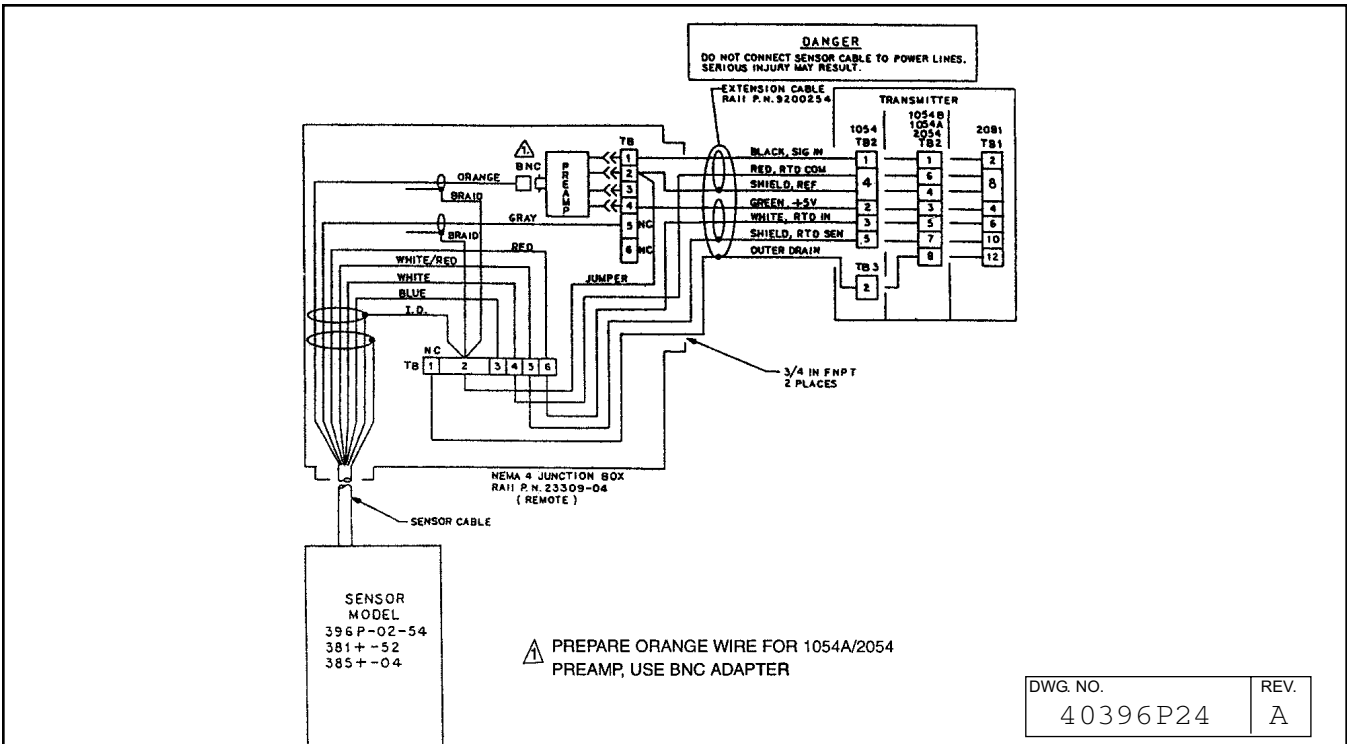 DANGER
DO NOT CONNECT SENSOR CABLE TO POWER LINES.
SERIOUS INJURY MAY RESULT.
EXTENSION CABLE
RAII P.N.9200254
TRANSMITTER
1054
TB2
1054B
1054A
2054
TB2
2081
TB1
TB
1
BNC
PREAMP
ORANGE
BRAID
GRAY
BRAID
RED
WHITE/RED
WHITE
BLUE
I.D.
JUMPER
1
2
3
4
5 NC
6 NC
BLACK, SIG IN
RED, RTD COM
SHIELD, REF
GREEN, +5V
WHITE, RTD IN
SHIELD, RTD SEN
OUTER DRAIN
1
4
2
3
5
TB3
2
1
6
4
3
5
7
8
2
8
4
6
10
12
NC
TB 1 2 3 4 5 6
3/4 IN FNPT
2 PLACES
NEMA 4 JUNCTION BOX
RAII P.N.23309-04
(REMOTE)
SENSOR CABLE
SENSOR
MODEL
396P-02-54
381+-52
385+-04
1 PREPARE ORANGE WIRE FOR 1054A/2054
PREAMP, USE BNC ADAPTER
DWG. NO.
40396P24
REV.
A